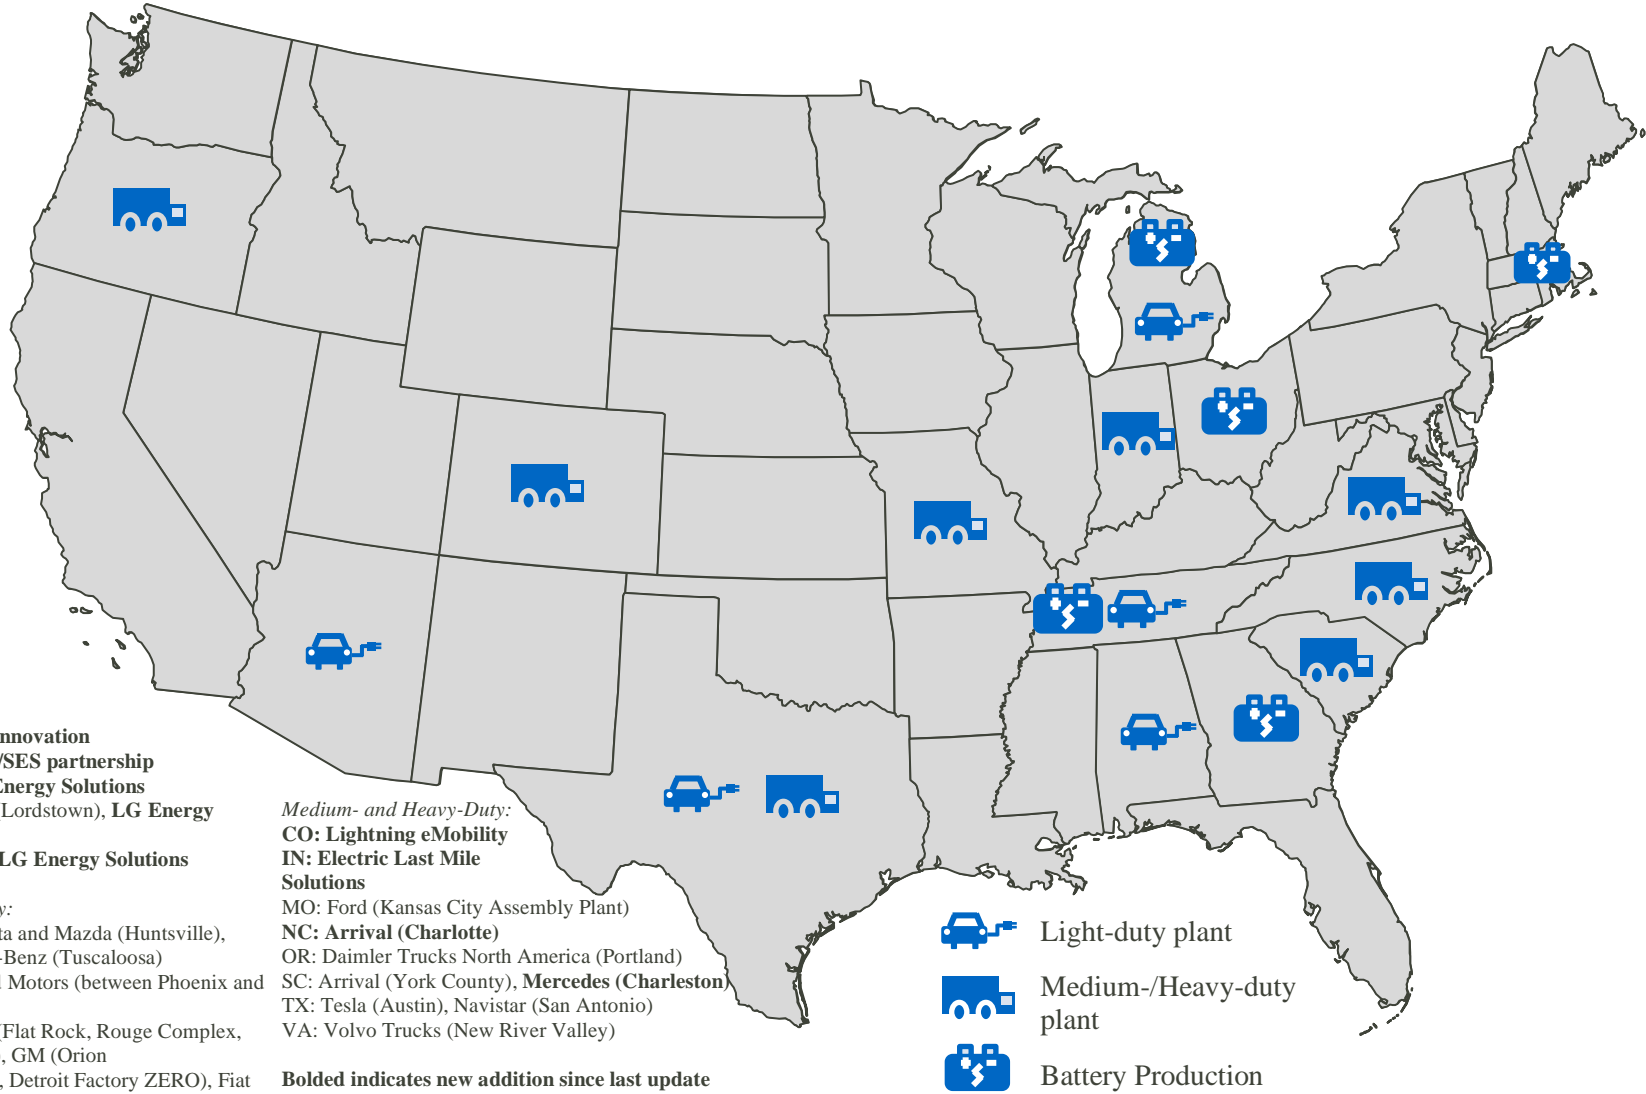 nnovation
/SES partnership
Energy Solutions
(Lordstown), LG Energy
LG Energy Solutions
y:
ta and Mazda (Huntsville),
-Benz (Tuscaloosa)
l Motors (between Phoenix and
(Flat Rock, Rouge Complex,
, GM (Orion
, Detroit Factory ZERO), Fiat
Medium- and Heavy-Duty:
CO: Lightning eMobility
IN: Electric Last Mile
Solutions
MO: Ford (Kansas City Assembly Plant)
NC: Arrival (Charlotte)
OR: Daimler Trucks North America (Portland)
SC: Arrival (York County), Mercedes (Charleston)
TX: Tesla (Austin), Navistar (San Antonio)
VA: Volvo Trucks (New River Valley)
Bolded indicates new addition since last update
Light-duty plant
Medium-/Heavy-duty
plant
Battery Production